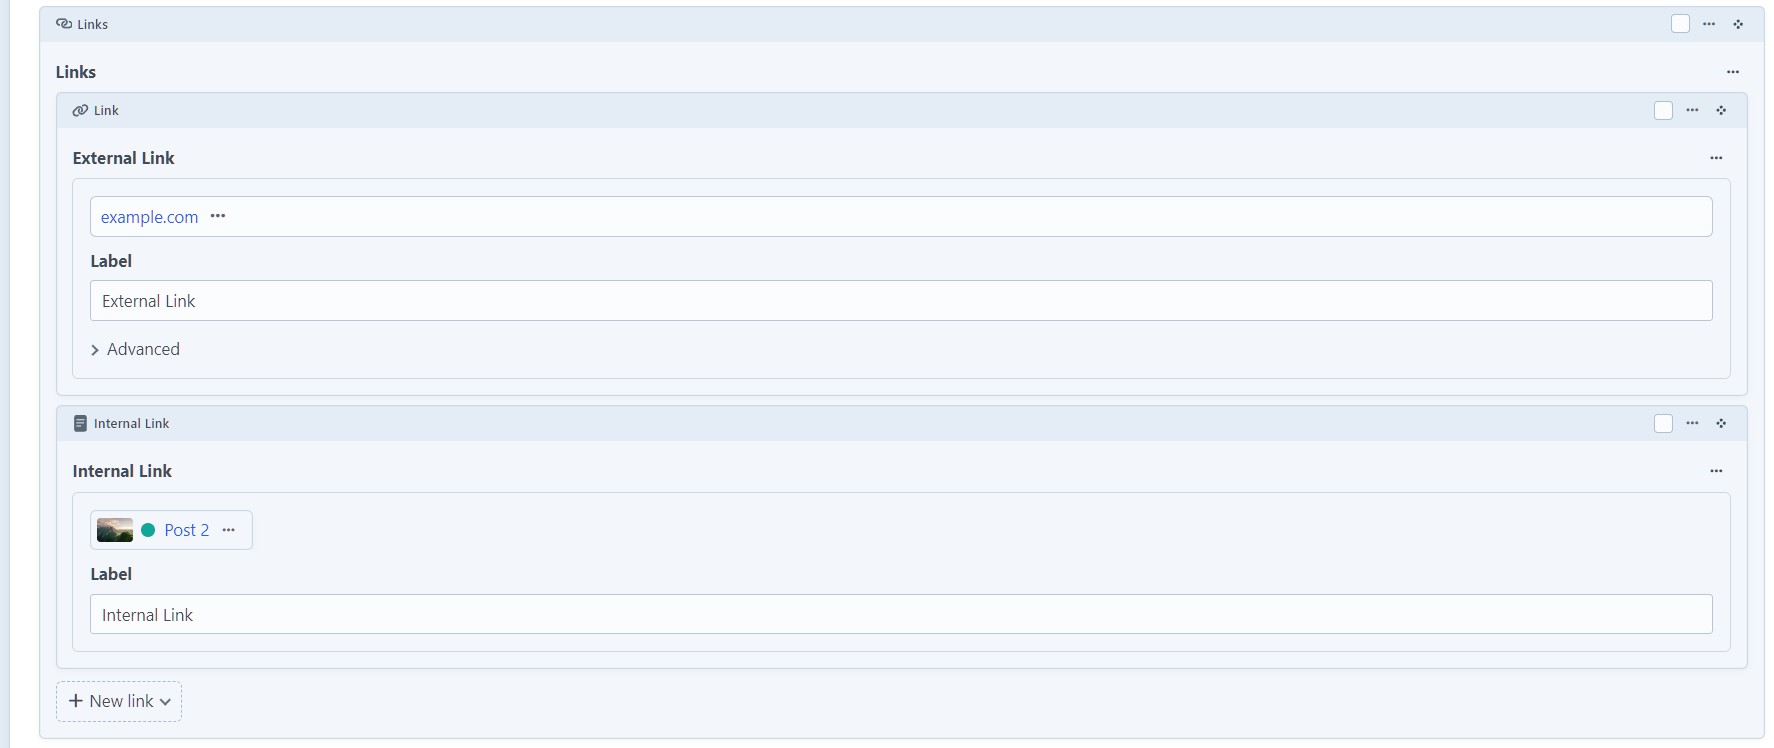 Links
Links
Link
External Link
example.com
Label
External Link
Advanced
Internal Link
Internal Link
Post 2
Label
Internal Link
New link